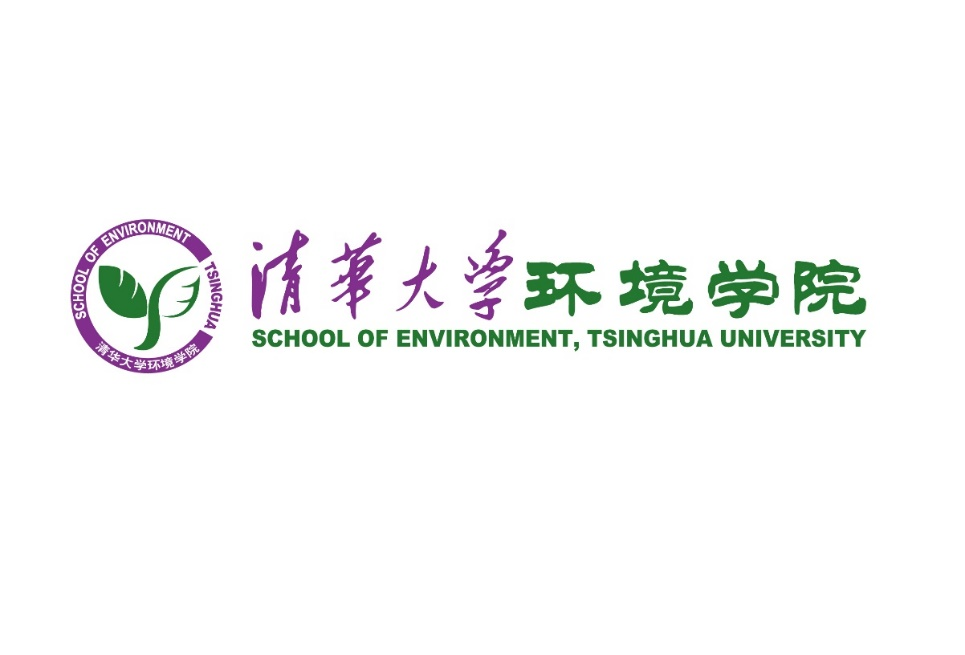 SCHOOL OF ENVIRONMENT
TSINGHUA
清华大学环境学院
清華大学环境学院
SCHOOL OF ENVIRONMENT, TSINGHUA UNIVERSITY